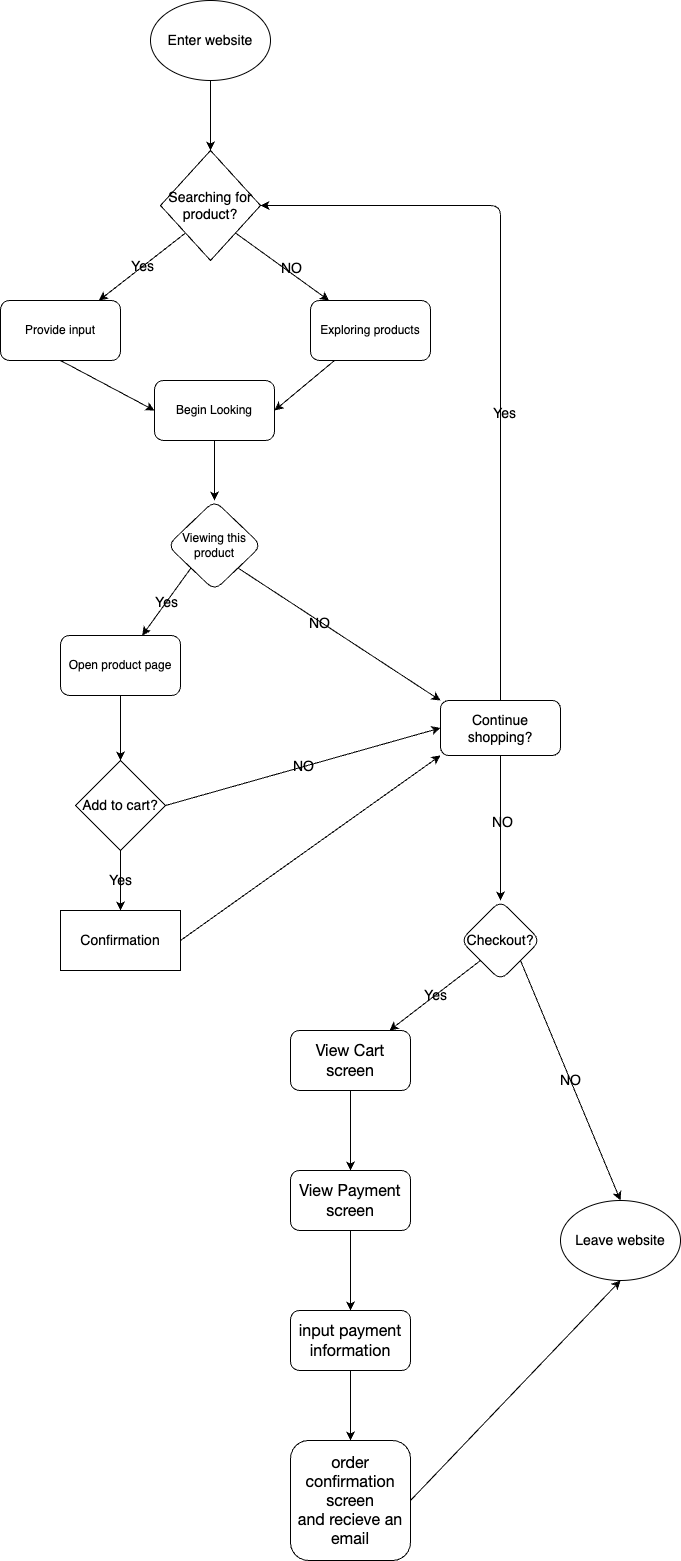 Enter website
Searching for
product?
Yes
NO
Provide input
Exploring products
Begin Looking
Yes
Viewing this
product
Yes
NO
Open product page
Continue
shopping?
NO
Add to cart?
NO
Yes
Confirmation
Checkout?
Yes
View Cart
screen
NO
View Payment
screen
Leave website
input payment
information
order
confirmation
screen
and recieve an
email